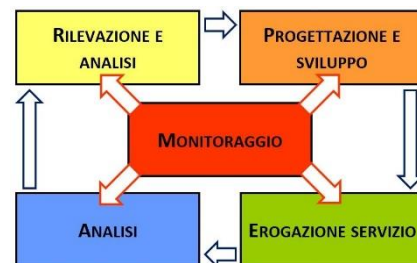 RILEVAZIONE E
ANALISI
PROGETTAZIONE E
SVILUPPO
MONITORAGGIO
ANALISI
EROGAZIONE SERVIZIO